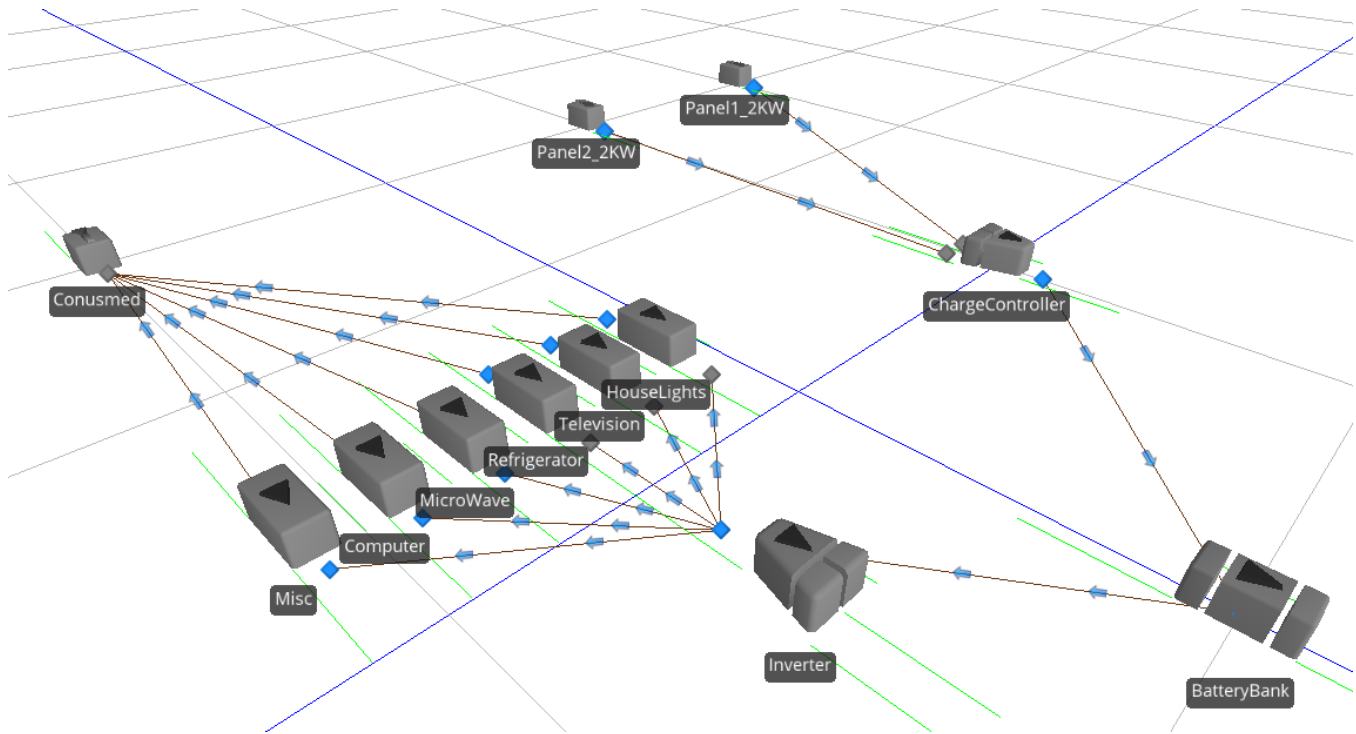 Panel1_2KW
Panel2_2KW
Conusmed
ChargeController
HouseLights
Television
Refrigerator
MicroWave
Computer
Misc
Inverter
BatteryBank